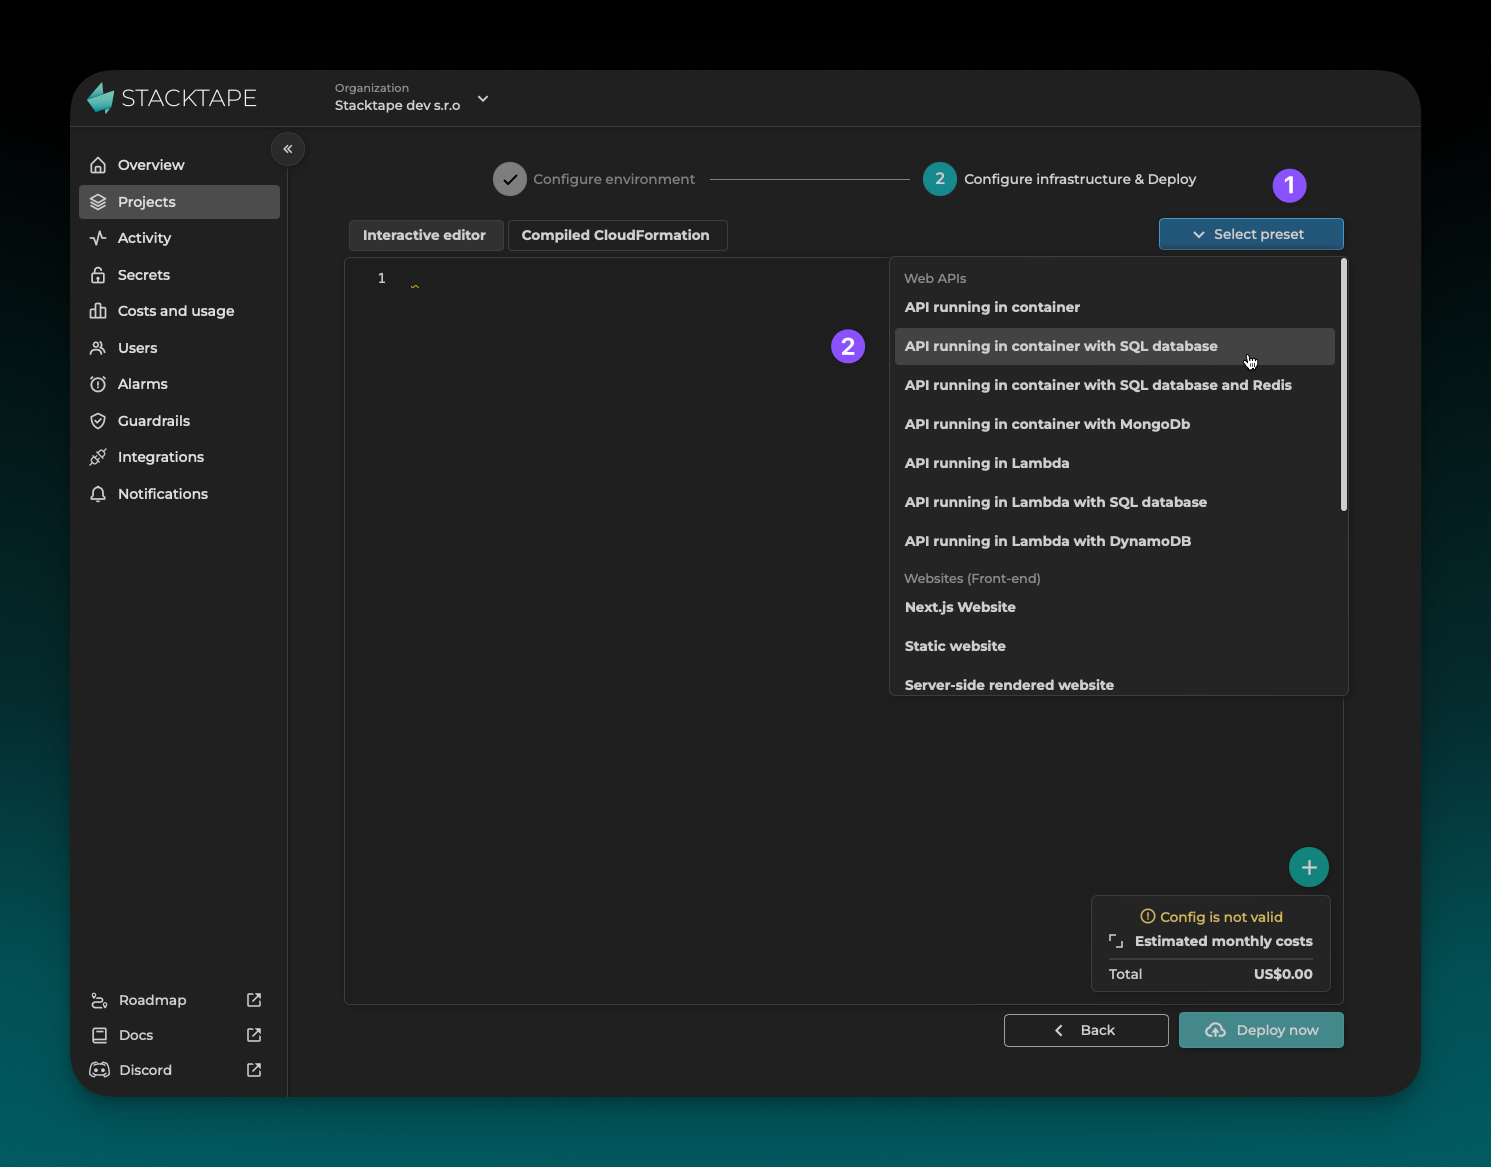 STACKTAPE
Organization
Stacktape dev s.r.o
Overview
Projects
Activity
Secrets
Costs and usage
Users
Alarms
Guardrails
Integrations
Notifications
Roadmap
Docs
Discord
Configure environment
2
Configure infrastructure & Deploy
1
Interactive editor
Compiled CloudFormation
Select preset
1
2
Web APIs
API running in container
API running in container with SQL database
API running in container with SQL database and Redis
API running in container with MongoDb
API running in Lambda
API running in Lambda with SQL database
API running in Lambda with DynamoDB
Websites (Front-end)
Next.js Website
Static website
Server-side rendered website
Config is not valid
Estimated monthly costs
Total US$0.00
Back
Deploy now